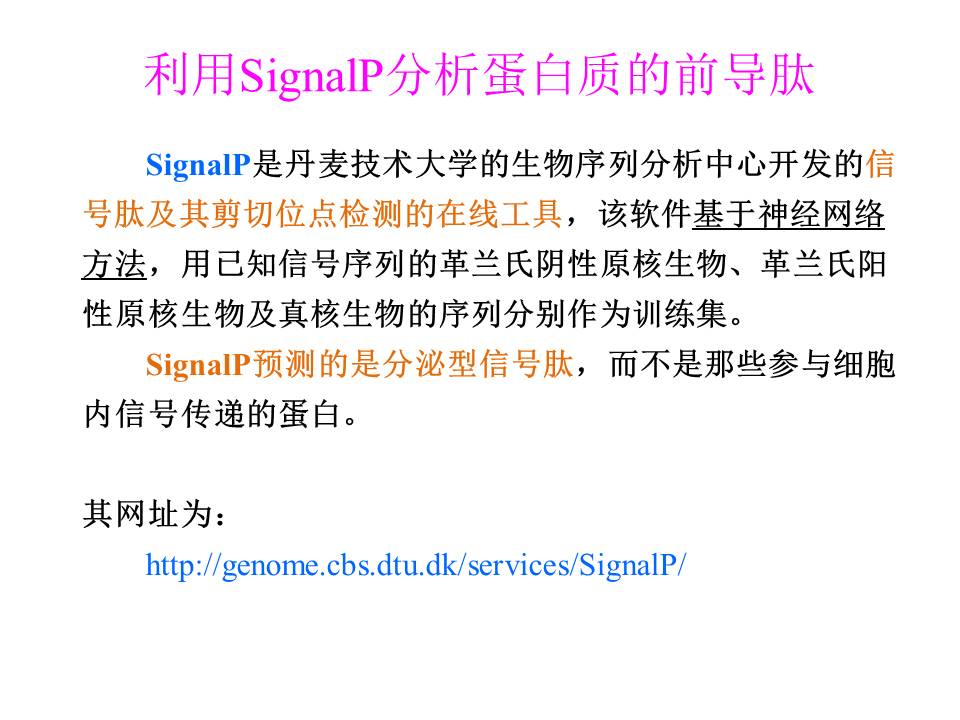 利用SignalP分析蛋白质的前导肽
SignalP是丹麦技术大学的生物序列分析中心开发的信
号肽及其剪切位点检测的在线工具，该软件基于神经网络
方法，用已知信号序列的革兰氏阴性原核生物、革兰氏阳
性原核生物及真核生物的序列分别作为训练集。
SignalP预测的是分泌型信号肽，而不是那些参与细胞
内信号传递的蛋白。
其网址为：
http://genome.cbs.dtu.dk/services/SignalP/